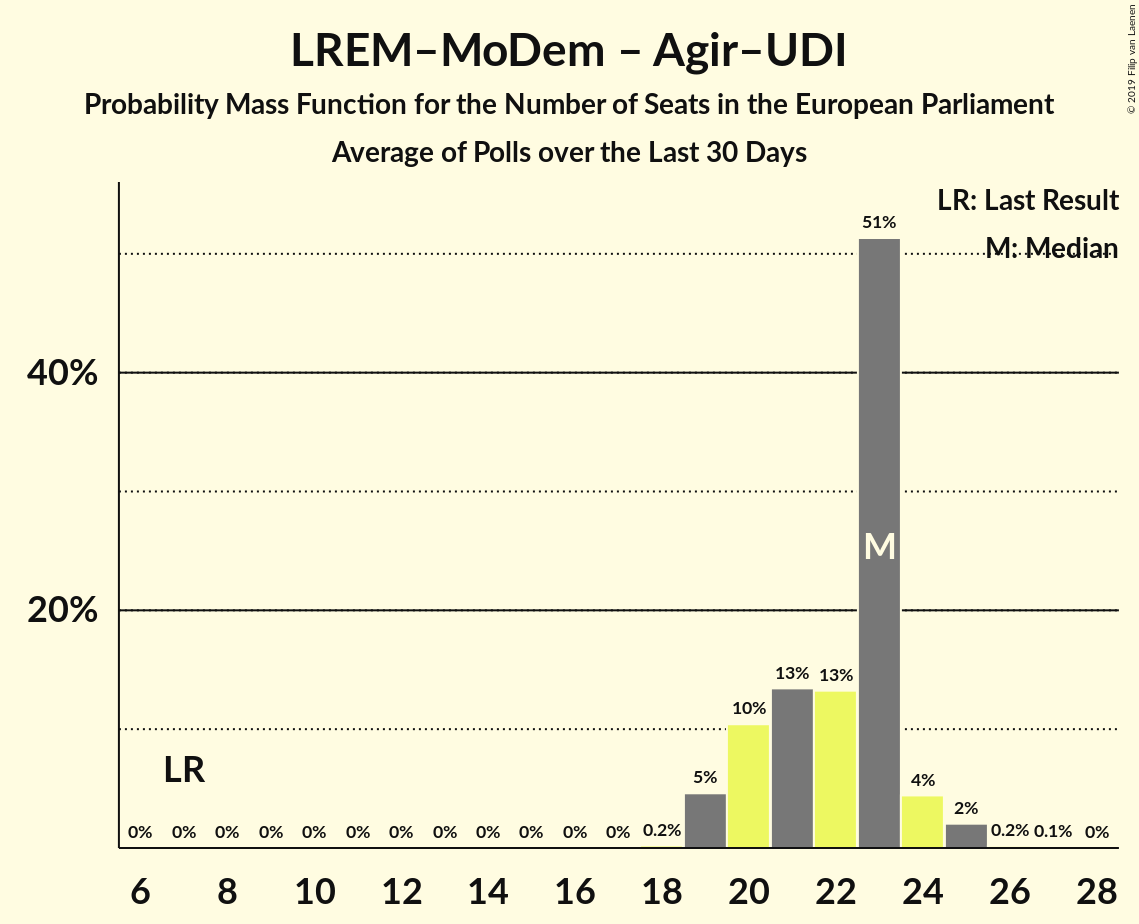 LREM–MoDem – Agir–UDI
Probability Mass Function for the Number of Seats in the European Parliament
Average of Polls over the Last 30 Days
© 2019 Filip van Laenen
LR: Last Result
M: Median
51%
40%
M
20%
13%
13%
10%
LR
5%
4%
2%
0% 0% 0% 0% 0% 0% 0% 0% 0% 0% 0% 0% 0.2% 0.2% 0.1% 0%
6 8 10 12 14 16 18 20 22 24 26 28